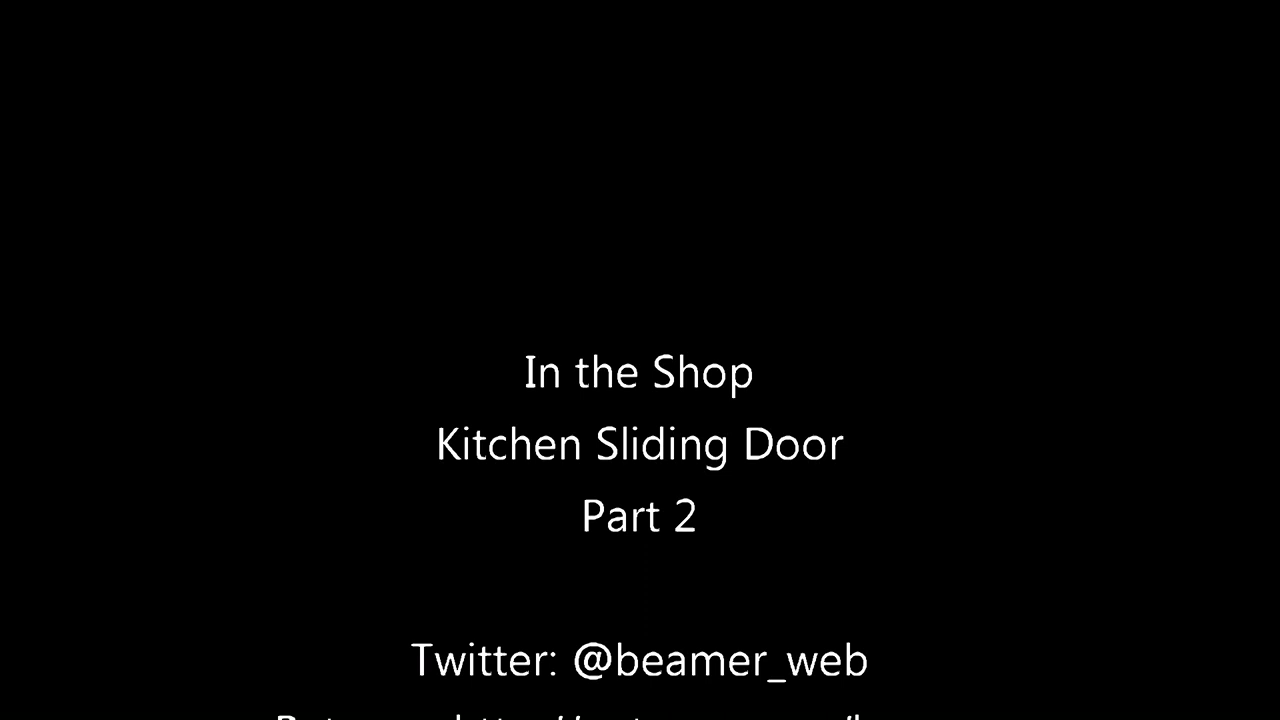 In the Shop
Kitchen Sliding Door
Part 2
Twitter: @beamer_web